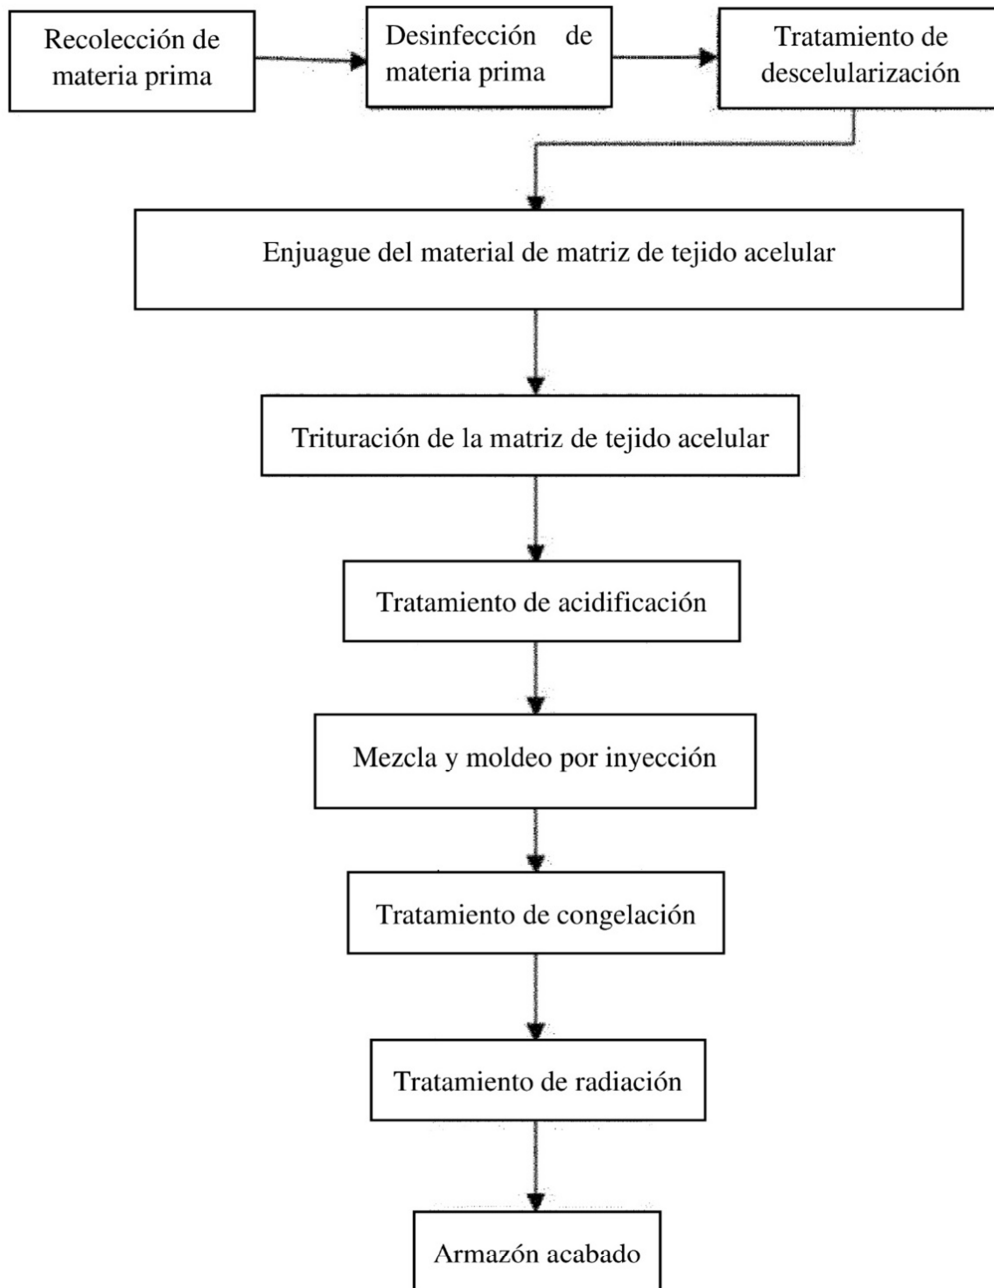 Recolección de
materia prima
Desinfección de
materia prima
Tratamiento de
descelularización
Enjuague del material de matriz de tejido acelular
Trituración de la matriz de tejido acelular
Tratamiento de acidificación
Mezcla y moldeo por inyección
Tratamiento de congelación
Tratamiento de radiación
Armazón acabado